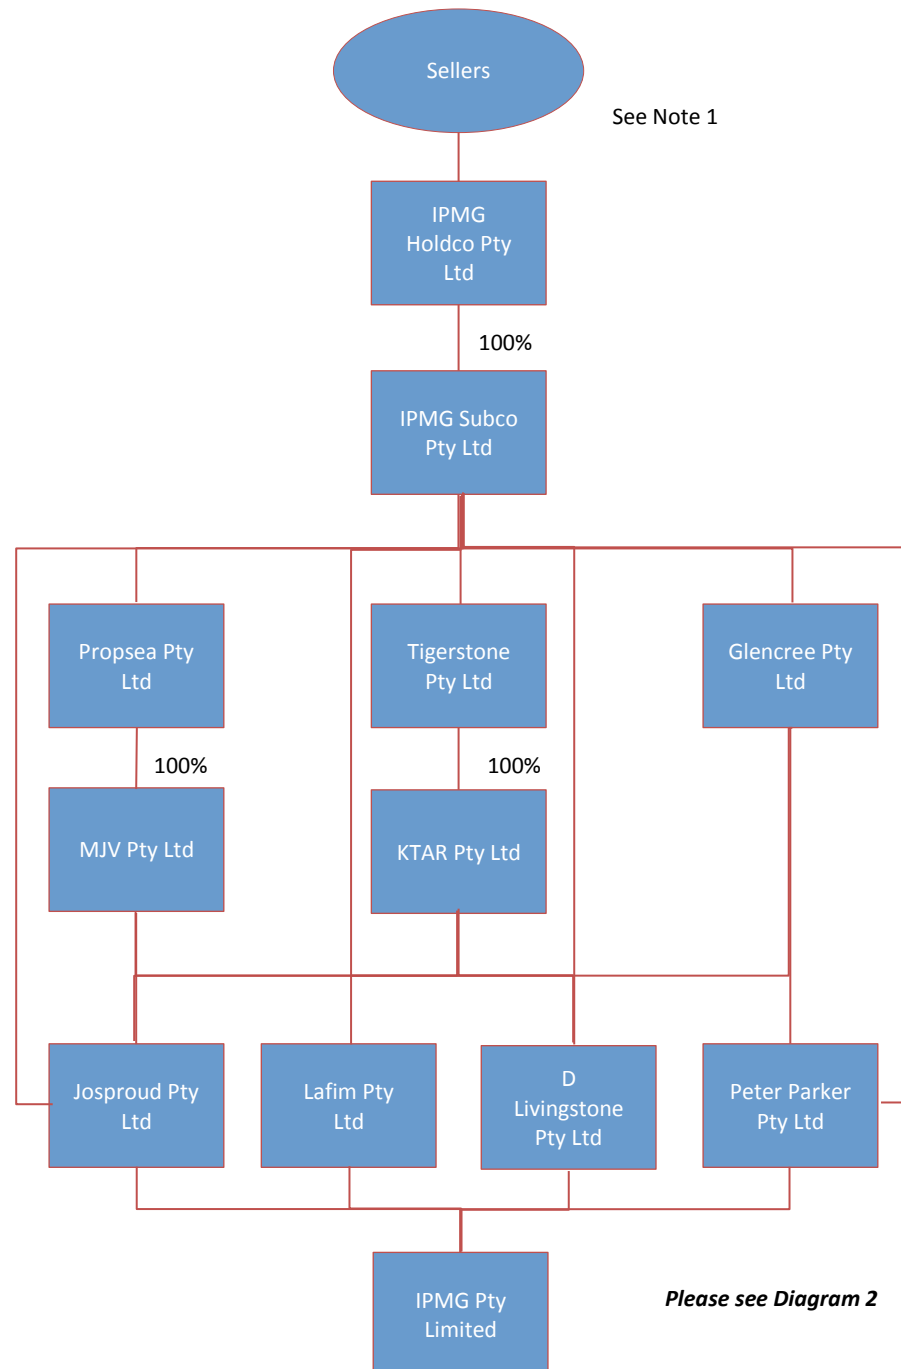 Sellers
See Note 1
IPMG
Holdco Pty
Ltd
100%
IPMG Subco
Pty Ltd
Propsea Pty
Ltd
Tigerstone
Pty Ltd
Glencree Pty
Ltd
100%
100%
MJV Pty Ltd
KTAR Pty Ltd
Josproud Pty
Ltd
Lafim Pty
Ltd
D
Livingstone
Pty Ltd
Peter Parker
Pty Ltd
IPMG Pty
Limited
Please see Diagram 2